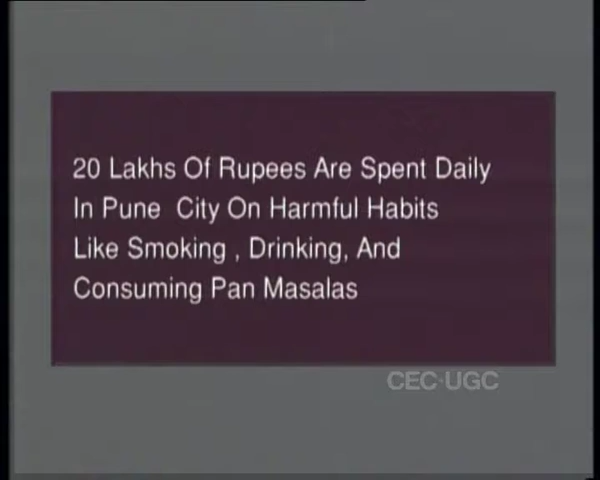 20 Lakhs Of Rupees Are Spent Daily
In Pune City On Harmful Habits
Like Smoking , Drinking, And
Consuming Pan Masalas
CEC-UGC